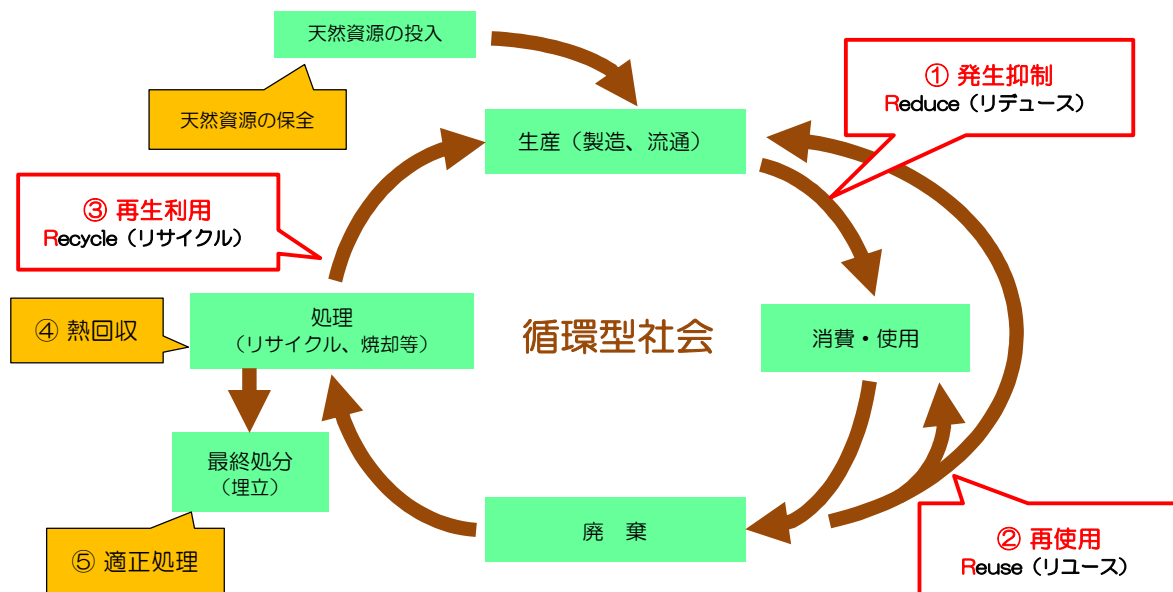 天然資源の投入
① 発生抑制
Reduce（リデュース）
天然資源の保全
生産（製造、流通）
③ 再生利用
Recycle（リサイクル）
④ 熱回収
処理
（リサイクル、焼却等）
循環型社会
消費・使用
最終処分
（埋立）
廃　棄
② 再使用
Reuse（リユース）
⑤ 適正処理